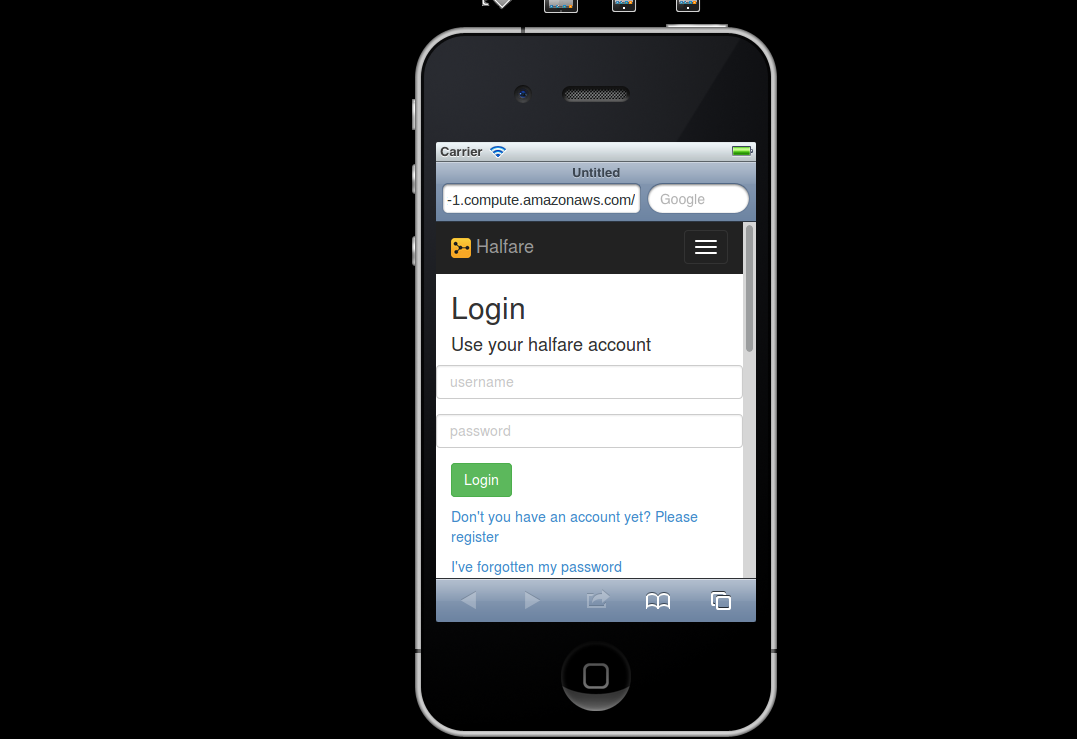 Carrier
Untitled
-1.compute.amazonaws.com/
Google
Halfare
Login
Use your halfare account
username
password
Login
Don't you have an account yet? Please
register
I've forgotten my password